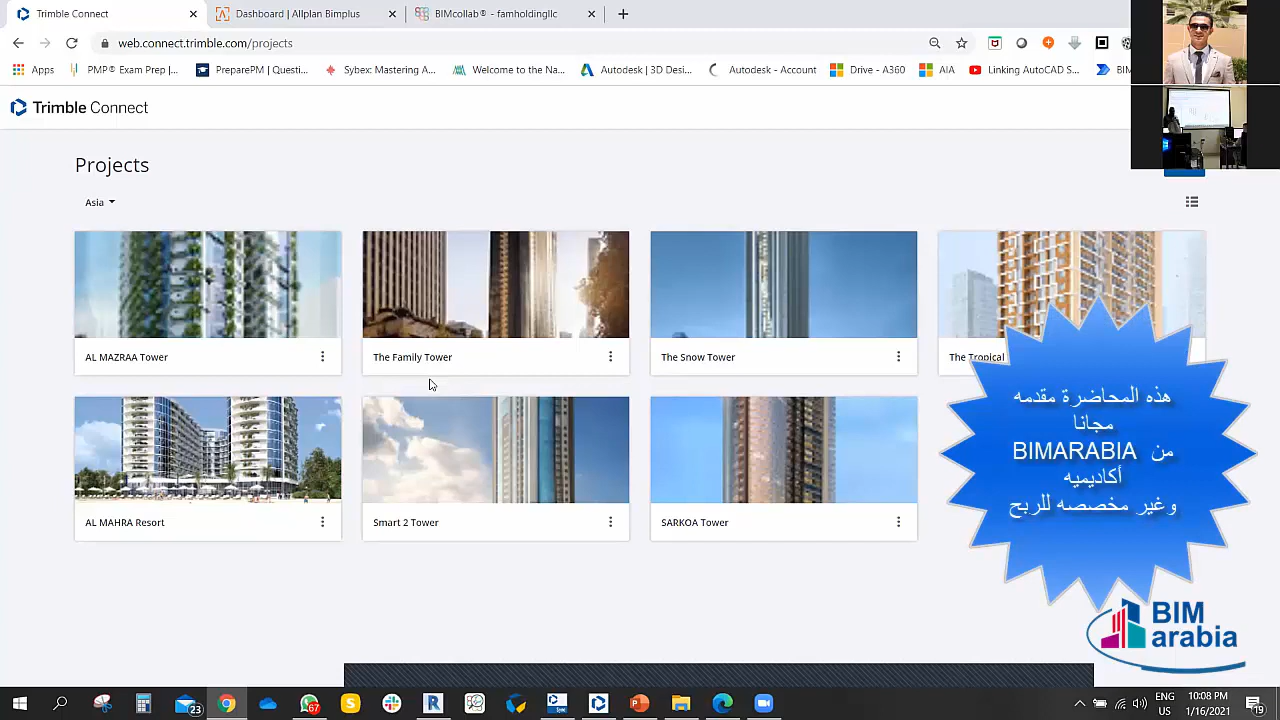 Trimble Connect
Dashboard | Allplan Bimplus
BIMcollab® - famholdingllc
web.connect.trimble.com/projects
Apps
PMP® Exam Prep |...
PreparePM | Questi...
Sybex Mastering A...
Welcome to the Na...
Autodesk | 3D Desi...
Autodesk - Account
Drive - A360
AIA
Linking AutoCAD S...
BIM
Trimble Connect
Projects
Asia
AL MAZRAA Tower
The Family Tower
The Snow Tower
The Tropical
AL MAHRA Resort
Smart 2 Tower
SARKOA Tower
هذه المحاضرة مقدمه
مجانا
من BIMARABIA
أكاديميه
وغير مخصصه للربح
BIM
arabia
23
67
ENG
US
10:08 PM
1/16/2021
19